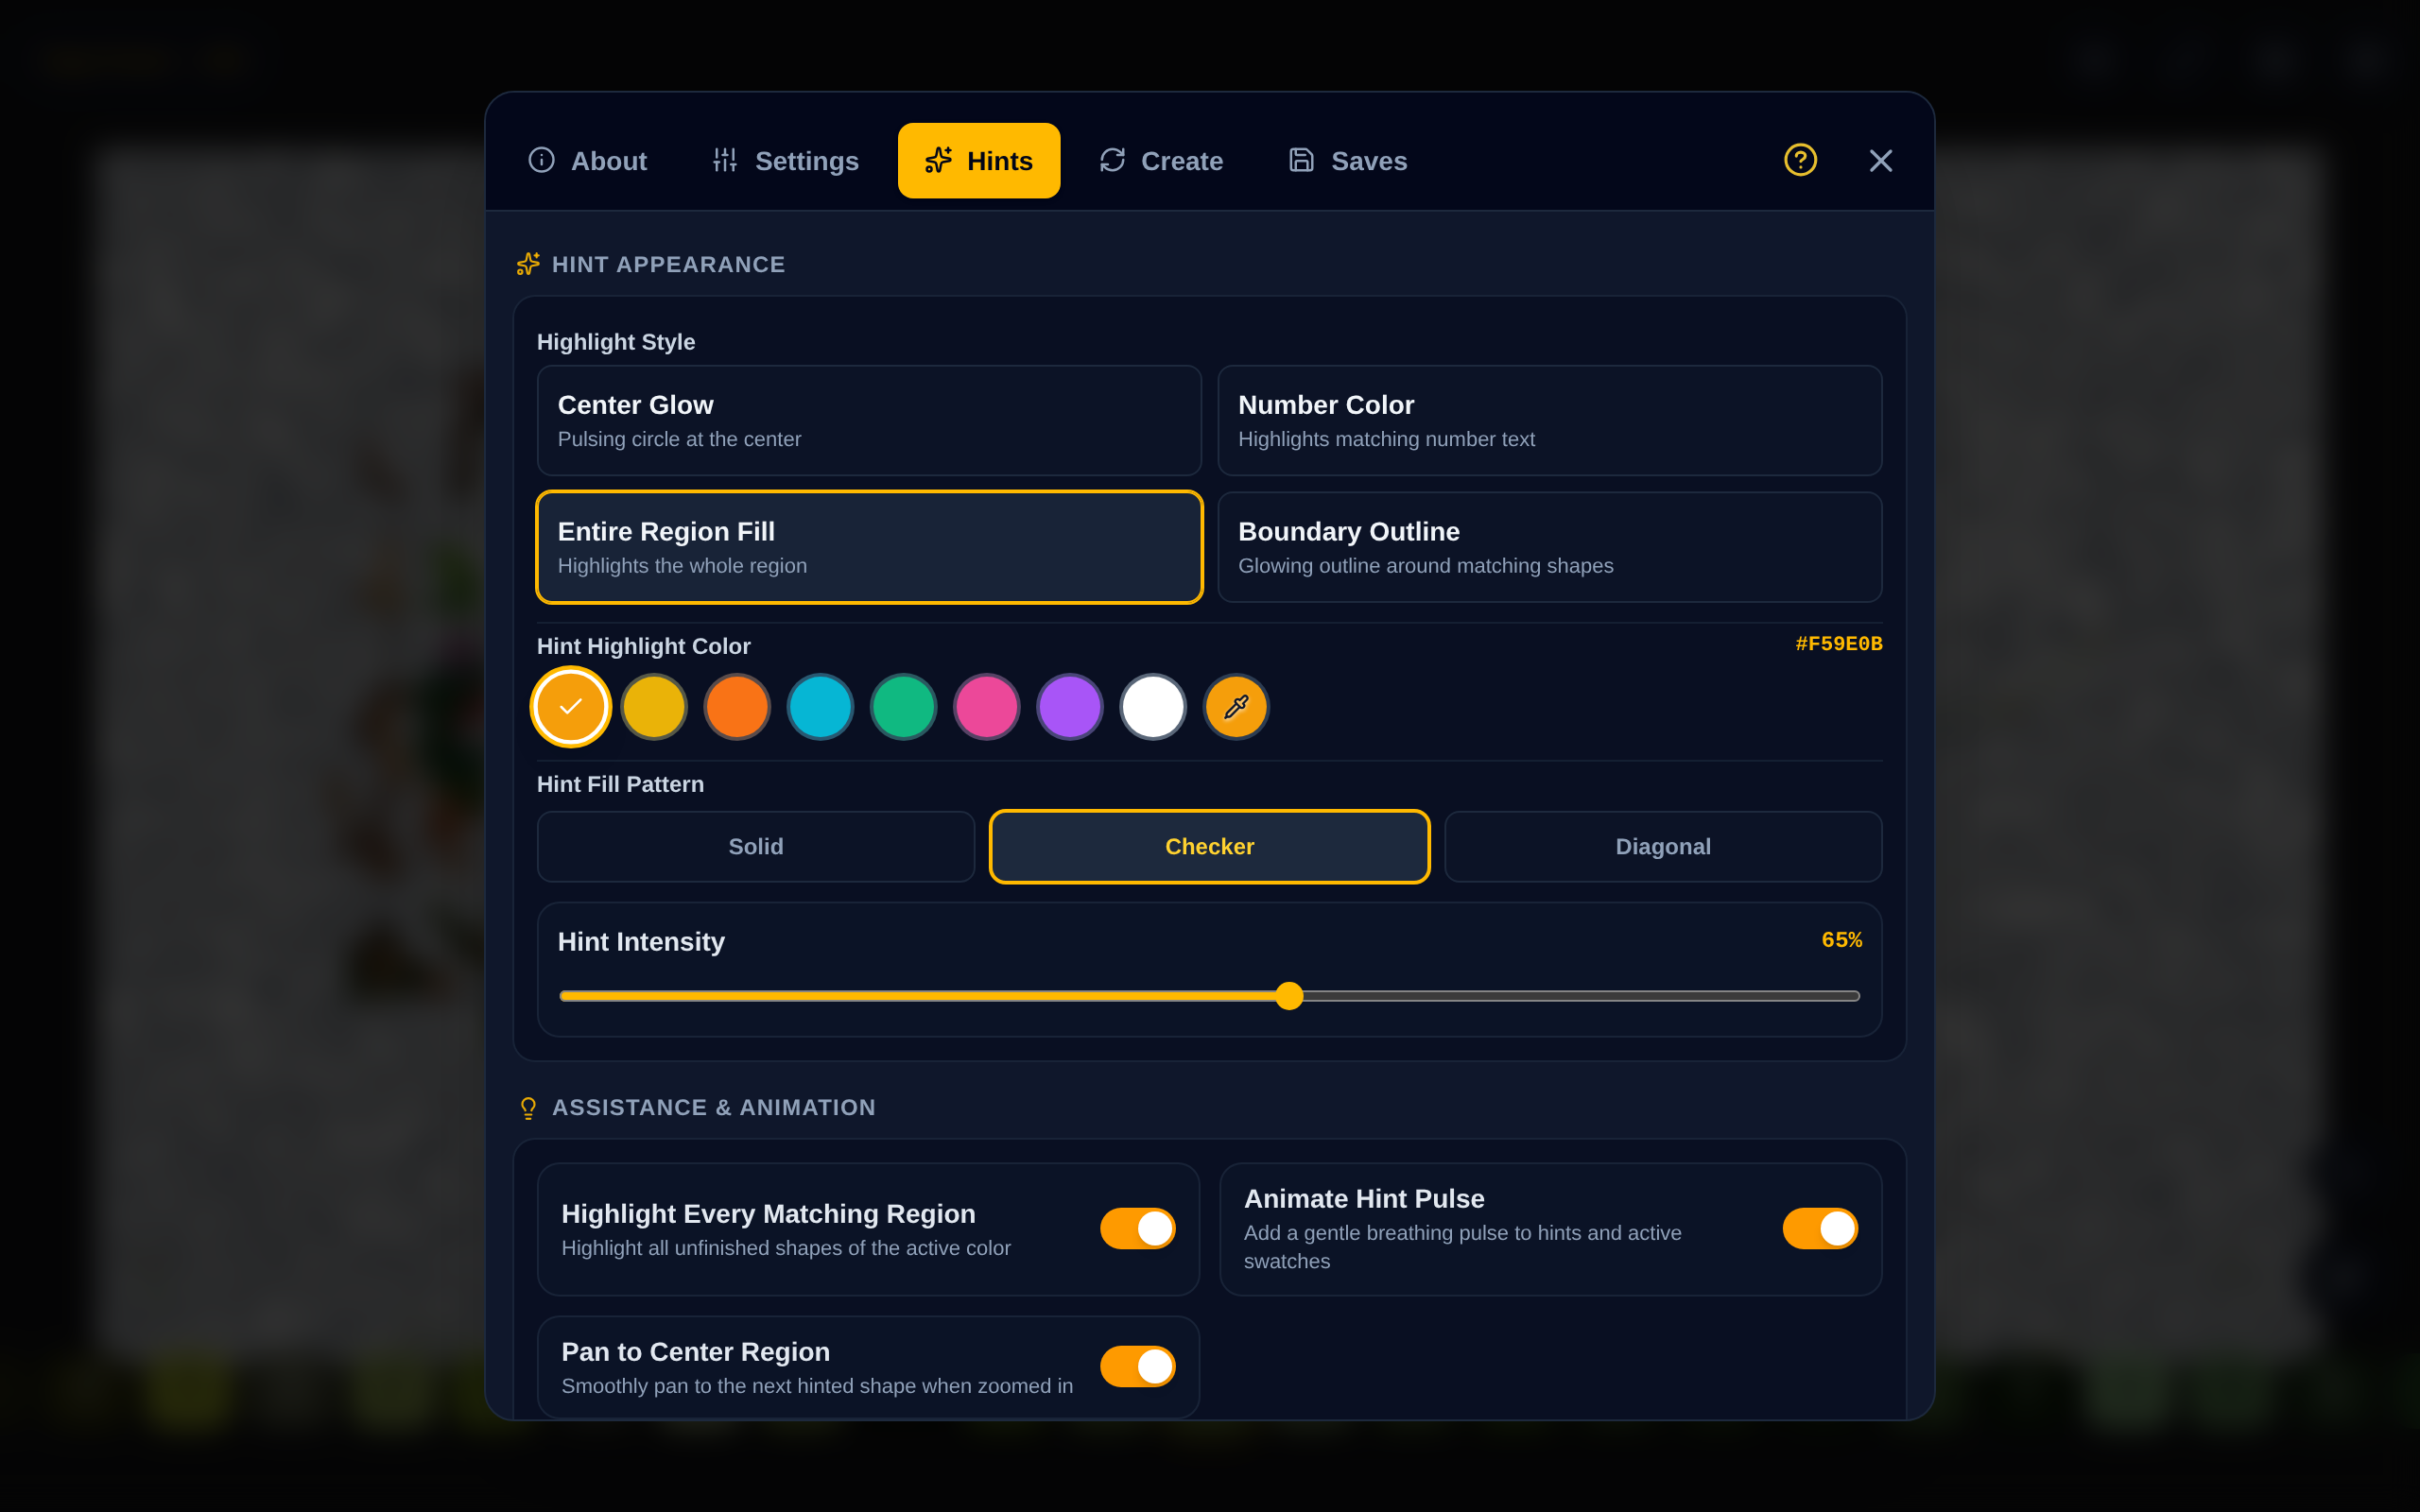 About
Settings
Hints
Create
Saves
HINT APPEARANCE
Highlight Style
Center Glow
Pulsing circle at the center
Number Color
Highlights matching number text
Entire Region Fill
Highlights the whole region
Boundary Outline
Glowing outline around matching shapes
Hint Highlight Color
#F59E0B
Hint Fill Pattern
Solid
Checker
Diagonal
Hint Intensity
65%
ASSISTANCE & ANIMATION
Highlight Every Matching Region
Highlight all unfinished shapes of the active color
Animate Hint Pulse
Add a gentle breathing pulse to hints and active
swatches
Pan to Center Region
Smoothly pan to the next hinted shape when zoomed in